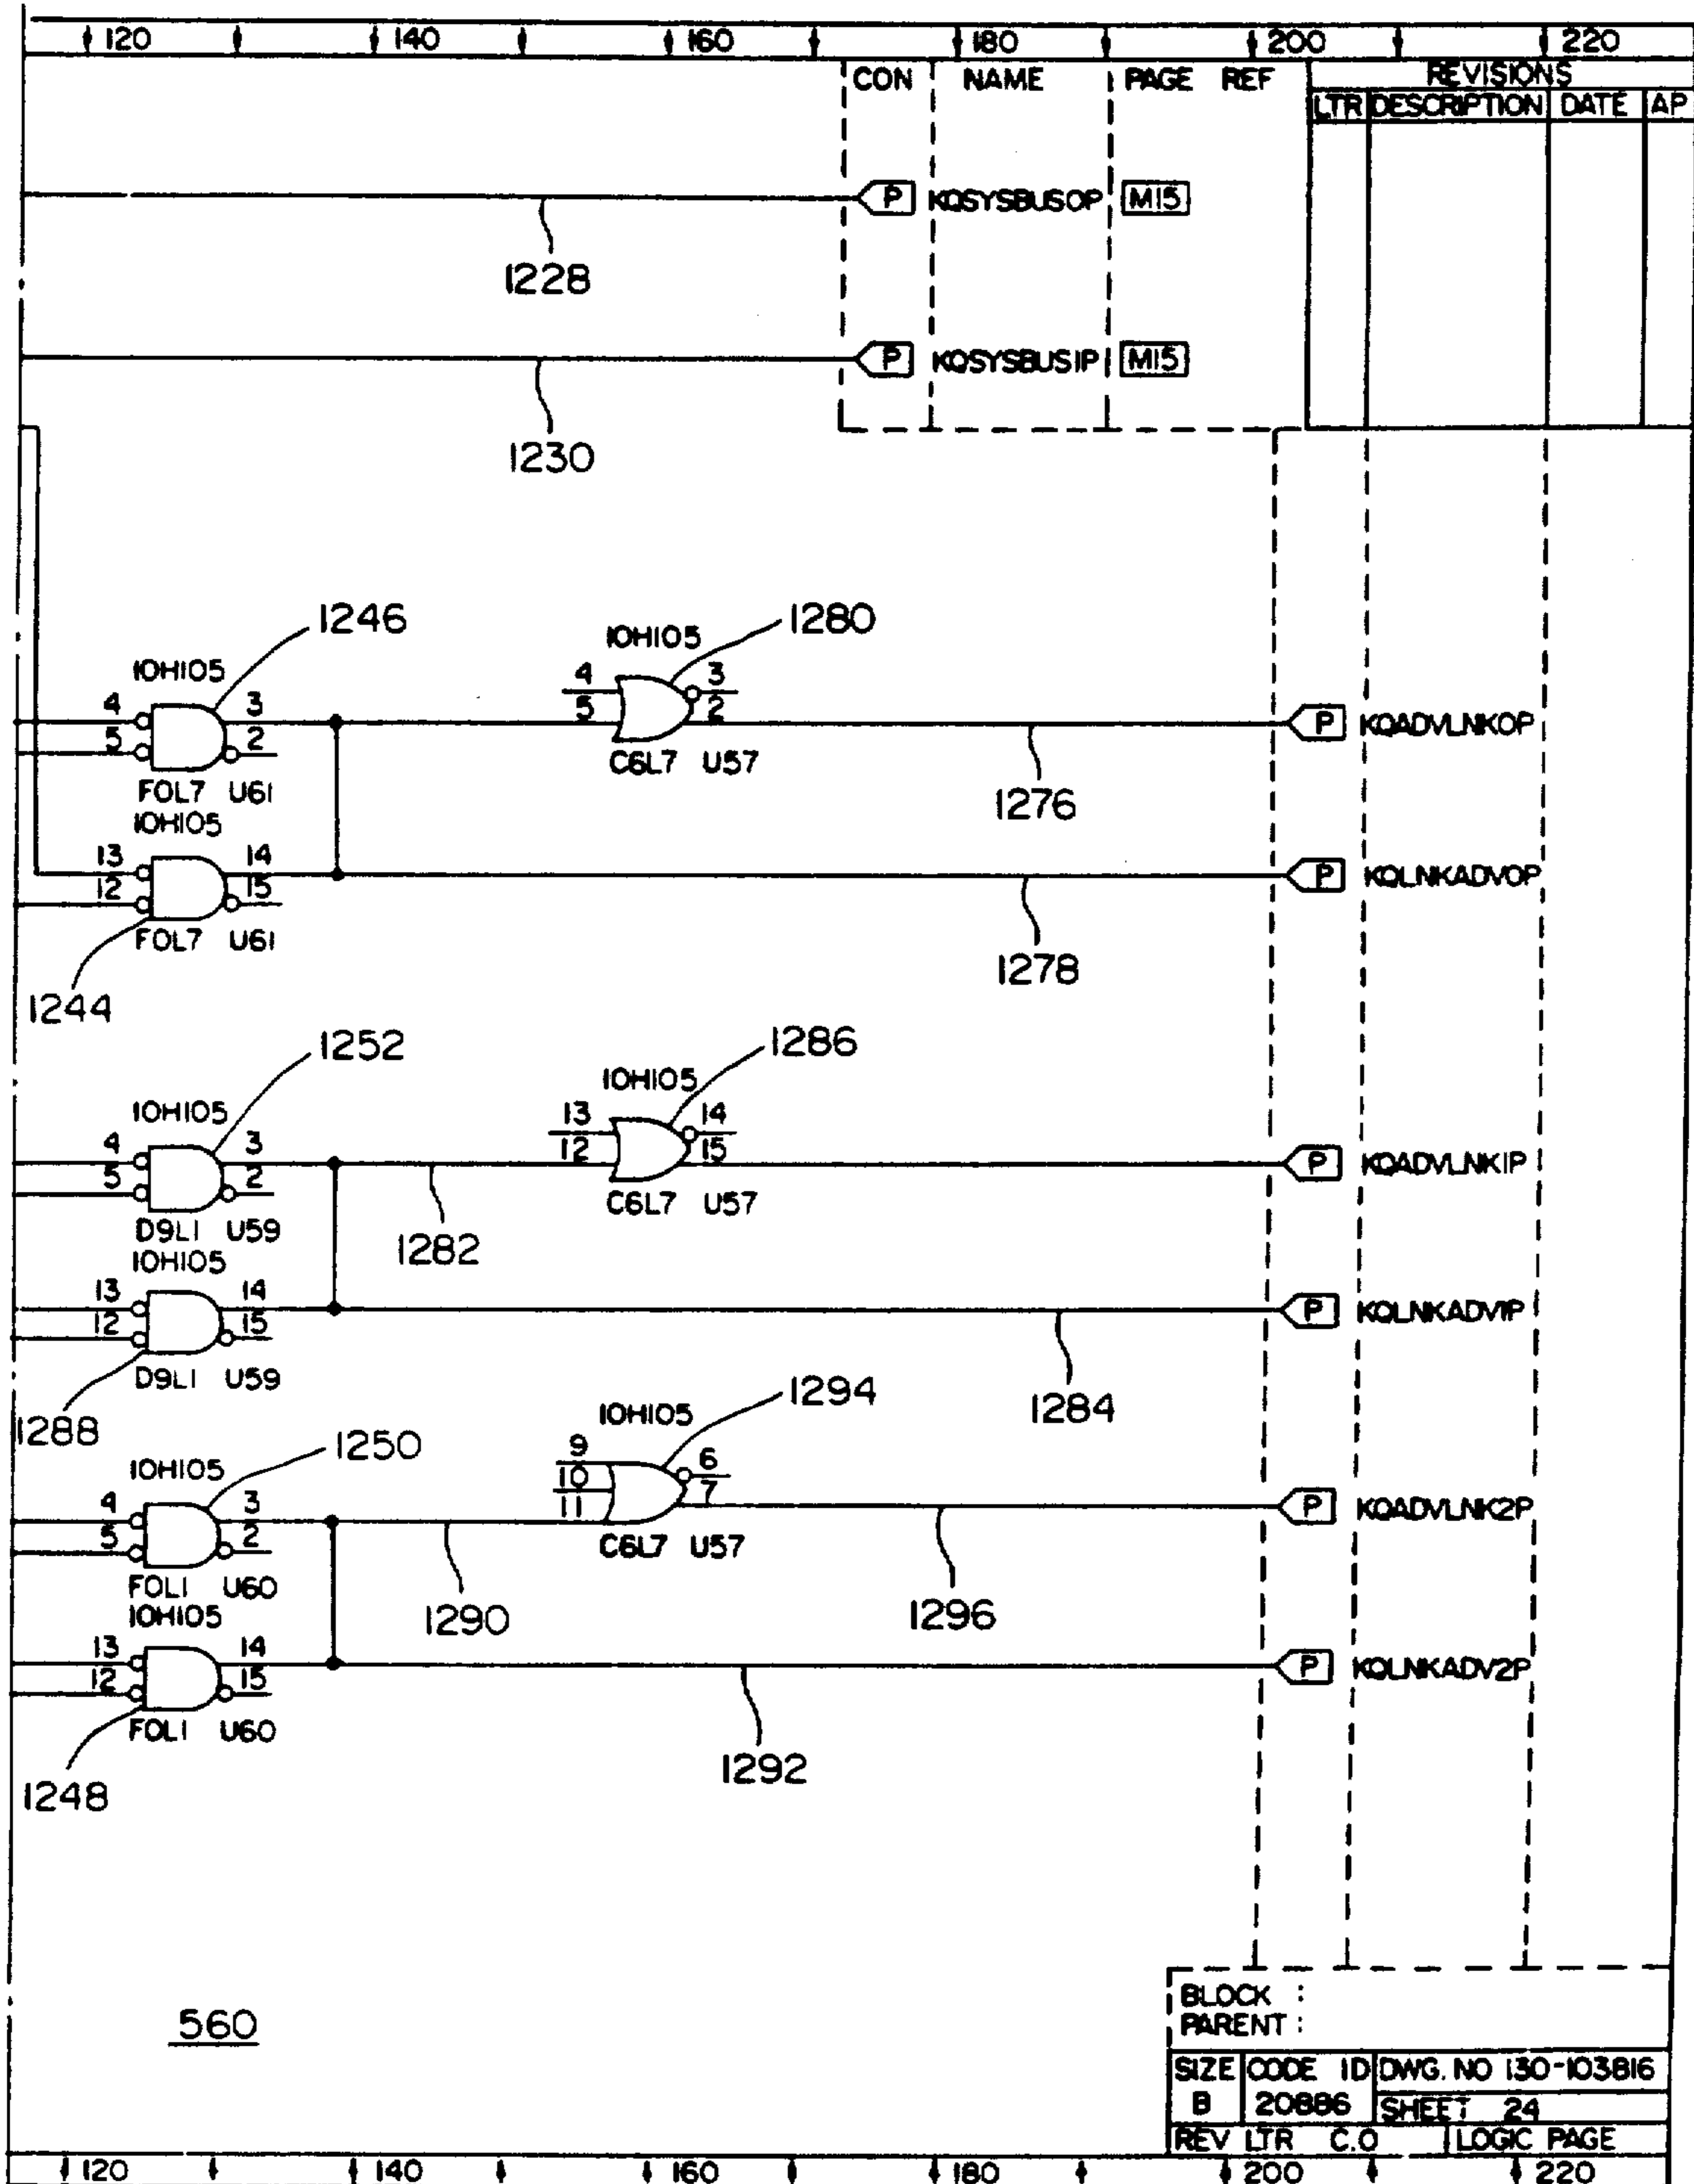 120 140 160 180 200 220
CON NAME PAGE REF REVISIONS
LTR DESCRIPTION DATE AP
P KQSYSBUSOP M15
1228
P KQSYSBUSIP M15
1230
1246 1280
10H105 10H105
4 3 4 3
5 2 5 2
P KQADVLNKOP
FOL7 U61 C6L7 U57
1276
10H105
13 14
12 15
P KQLNKADVOP
FOL7 U61
1278
1244
1252 1286
10H105 10H105
4 3 13 14
5 2 12 15
P KQADVLNKIP
D9L1 U59 C6L7 U57
1282
10H105
13 14
12 15
P KQLNKADVIP
D9L1 U59
1284
1288
1250 1294
10H105 10H105
9 6
10 7
11
4 3
5 2
P KQADVLNK2P
FOL1 U60 C6L7 U57
1290 1296
10H105
13 14
12 15
P KQLNKADV2P
FOL1 U60
1292
1248
560
BLOCK :
PARENT :
SIZE CODE ID DWG. NO 130-103816
B 20886 SHEET 24
REV LTR C.O LOGIC PAGE
120 140 160 180 200 220